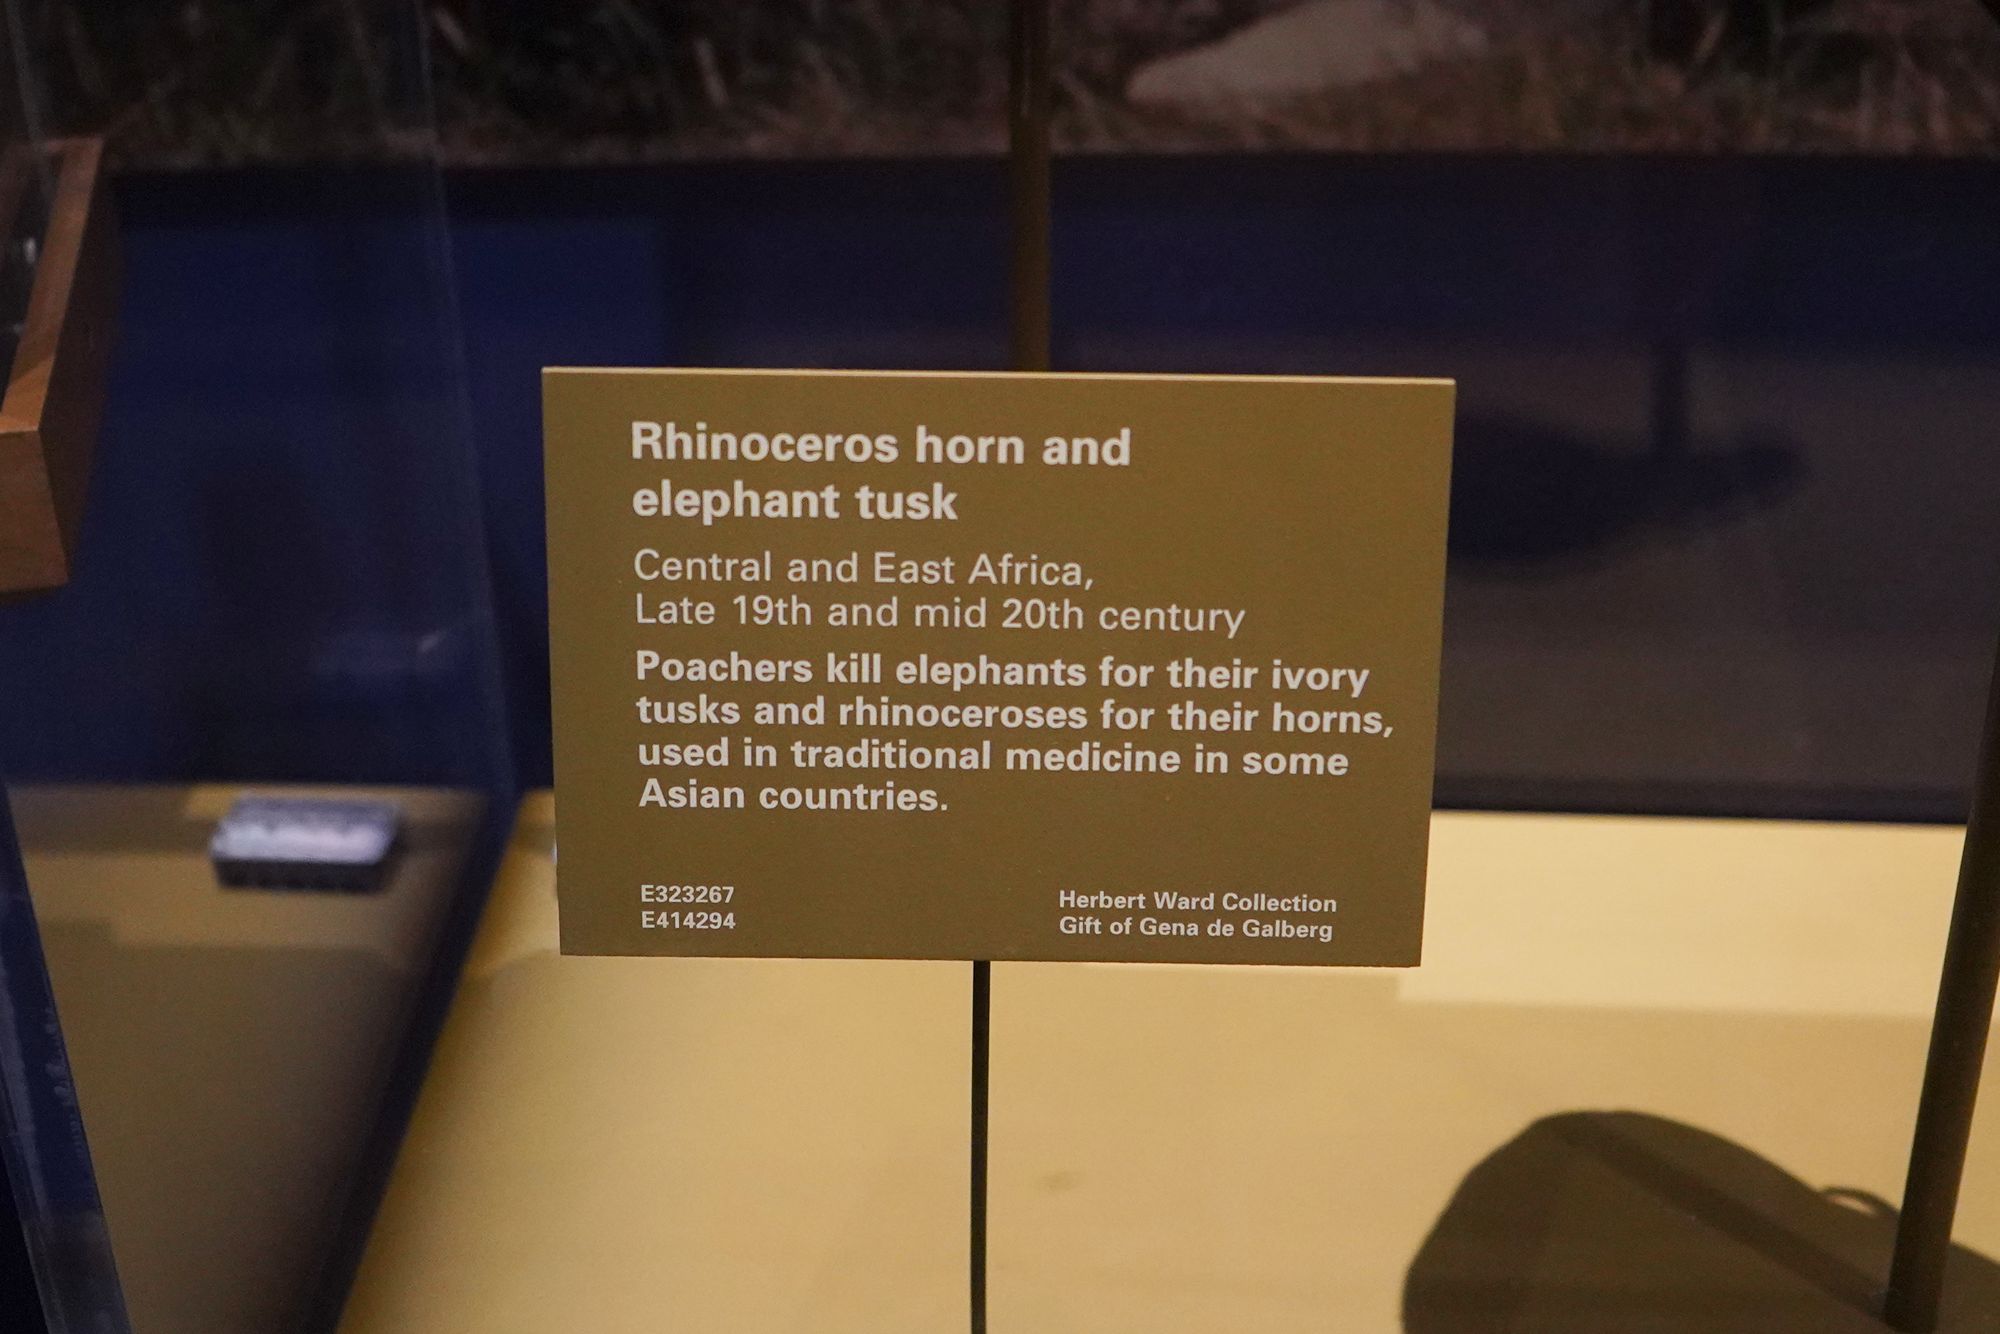 Rhinoceros horn and
elephant tusk
Central and East Africa,
Late 19th and mid 20th century
Poachers kill elephants for their ivory
tusks and rhinoceroses for their horns,
used in traditional medicine in some
Asian countries.
E323267
E414294
Herbert Ward Collection
Gift of Gena de Galberg